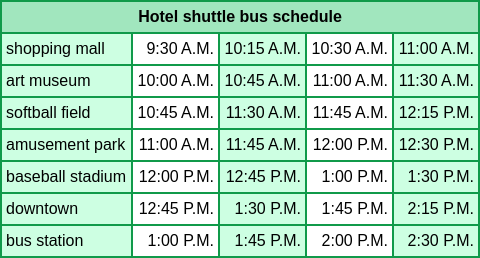 Hotel shuttle bus schedule
shopping mall 9:30 A.M. 10:15 A.M. 10:30 A.M. 11:00 A.M.
art museum 10:00 A.M. 10:45 A.M. 11:00 A.M. 11:30 A.M.
softball field 10:45 A.M. 11:30 A.M. 11:45 A.M. 12:15 P.M.
amusement park 11:00 A.M. 11:45 A.M. 12:00 P.M. 12:30 P.M.
baseball stadium 12:00 P.M. 12:45 P.M. 1:00 P.M. 1:30 P.M.
downtown 12:45 P.M. 1:30 P.M. 1:45 P.M. 2:15 P.M.
bus station 1:00 P.M. 1:45 P.M. 2:00 P.M. 2:30 P.M.